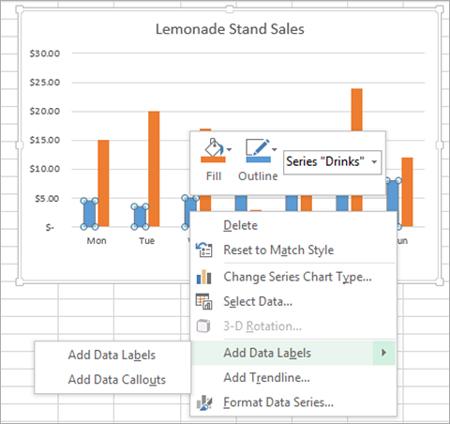 Lemonade Stand Sales
$30.00
$25.00
$20.00
$15.00
$10.00
$5.00
$-
Mon Tue
Fill Outline Series "Drinks"
Delete
Reset to Match Style
Change Series Chart Type...
Select Data...
3-D Rotation...
Add Data Labels
Add Trendline...
Format Data Series...
Add Data Labels
Add Data Callouts